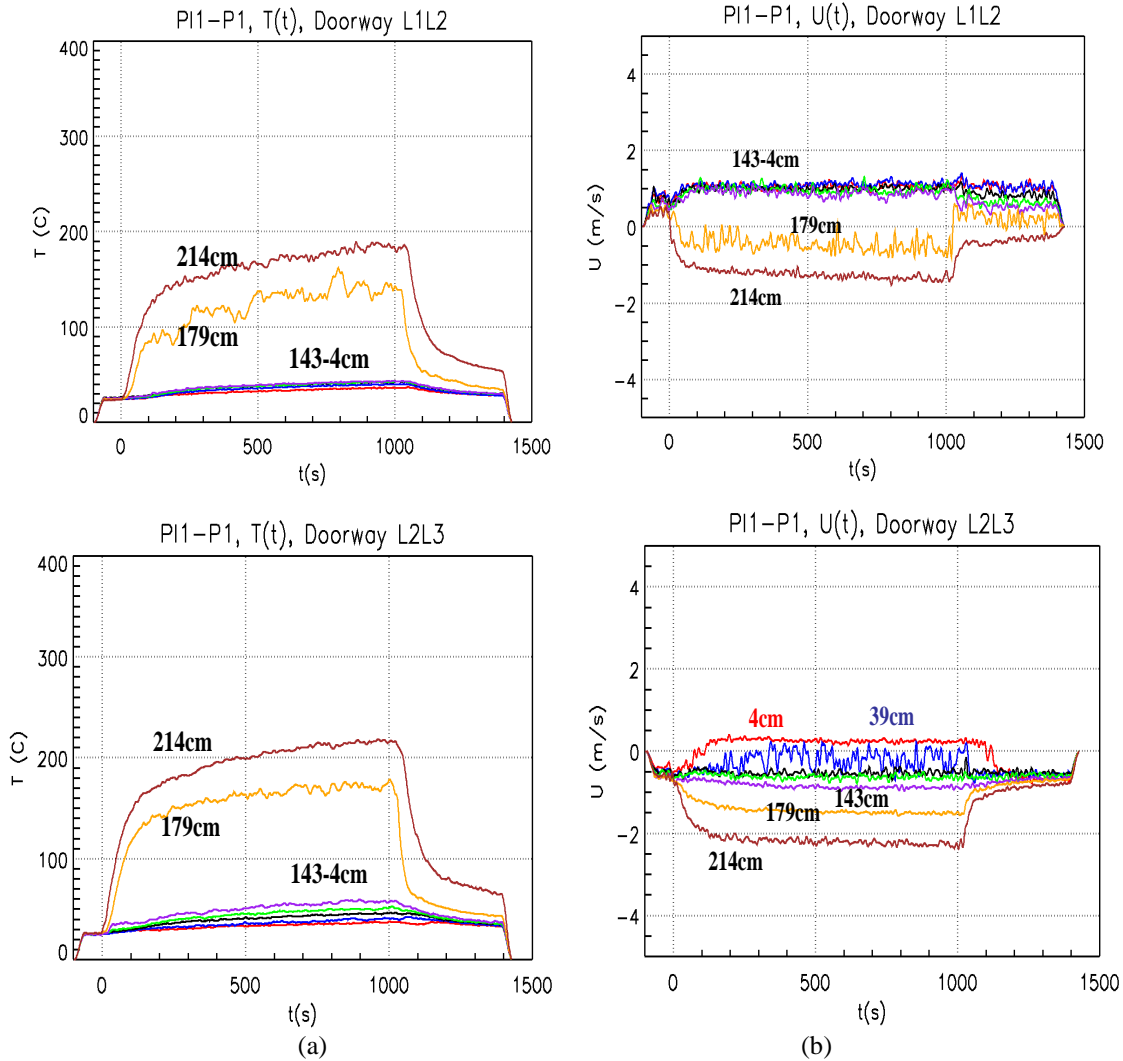 PI1-P1, T(t), Doorway L1L2
400
300
200
100
0
T (C)
214cm
179cm
143-4cm
0 500 1000 1500
t(s)
PI1-P1, U(t), Doorway L1L2
4
2
0
-2
-4
U (m/s)
143-4cm
179cm
214cm
0 500 1000 1500
t(s)
PI1-P1, T(t), Doorway L2L3
400
300
200
100
0
T (C)
214cm
179cm
143-4cm
0 500 1000 1500
t(s)
(a)
PI1-P1, U(t), Doorway L2L3
4
2
0
-2
-4
U (m/s)
4cm 39cm
143cm
179cm
214cm
0 500 1000 1500
t(s)
(b)